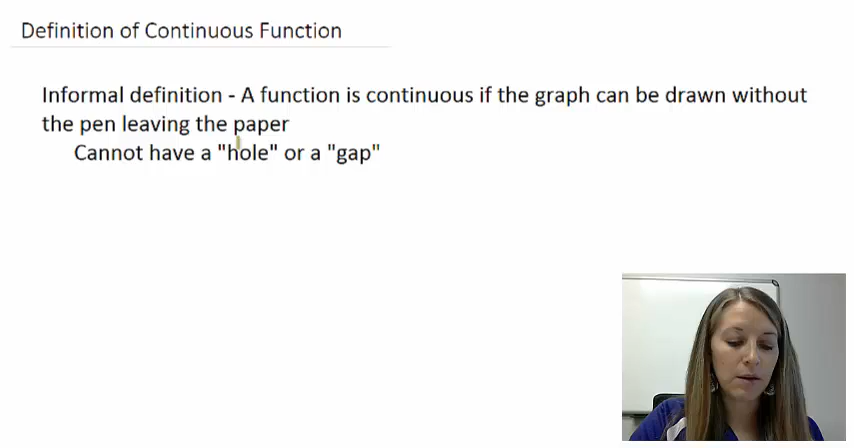 Definition of Continuous Function
Informal definition - A function is continuous if the graph can be drawn without
the pen leaving the paper
Cannot have a "hole" or a "gap"